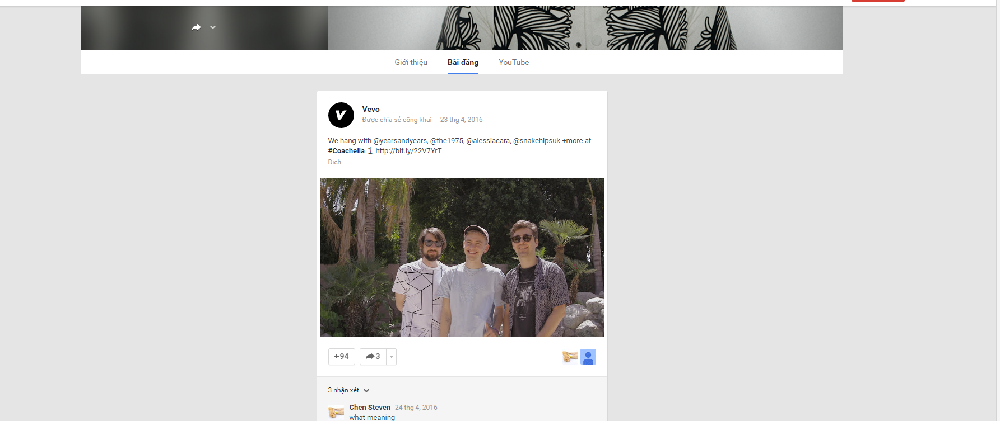 Giới thiệu
Bài đăng
YouTube
Vevo
Được chia sẻ công khai - 23 thg 4, 2016
We hang with @yearsandyears, @the1975, @alessiacara, @snakehipsuk +more at
#Coachella http://bit.ly/22V7YrT
Dịch
+94
3
3 nhận xét
Chen Steven 24 thg 4, 2016
what meaning